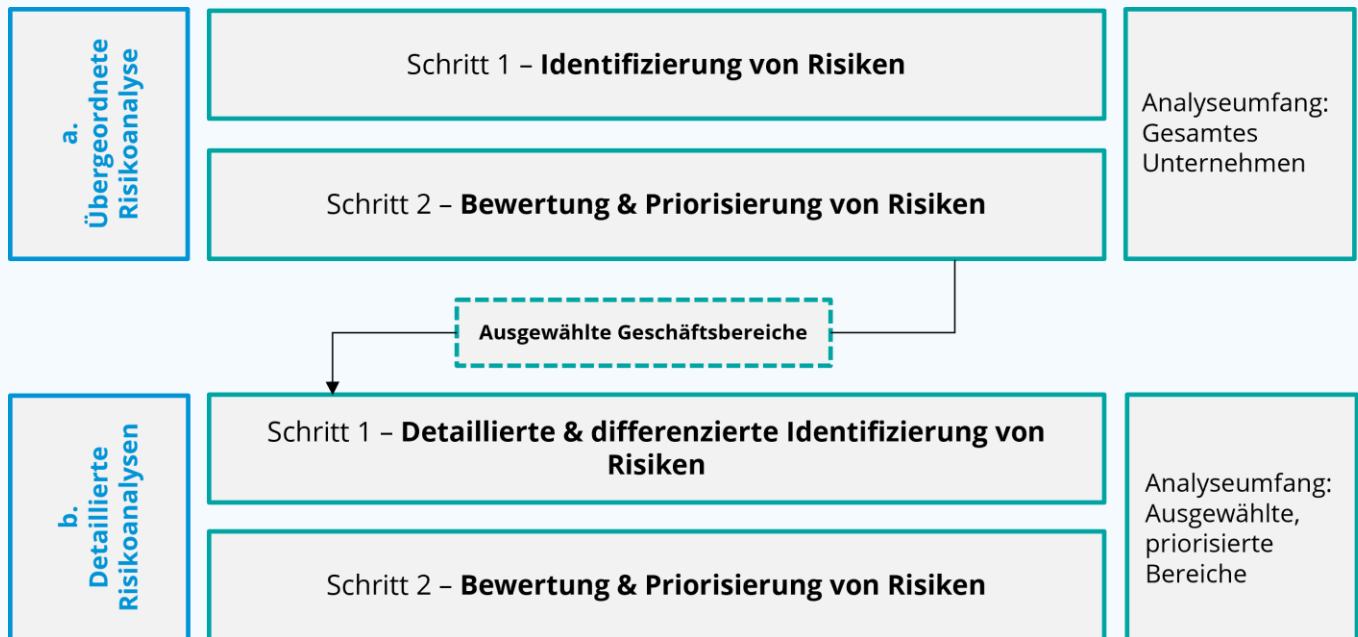 a.
Übergeordnete
Risikoanalyse
Schritt 1 – Identifizierung von Risiken
Schritt 2 – Bewertung & Priorisierung von Risiken
Analyseumfang:
Gesamtes
Unternehmen
Ausgewählte Geschäftsbereiche
b.
Detaillierte
Risikoanalysen
Schritt 1 – Detaillierte & differenzierte Identifizierung von
Risiken
Schritt 2 – Bewertung & Priorisierung von Risiken
Analyseumfang:
Ausgewählte,
priorisierte
Bereiche